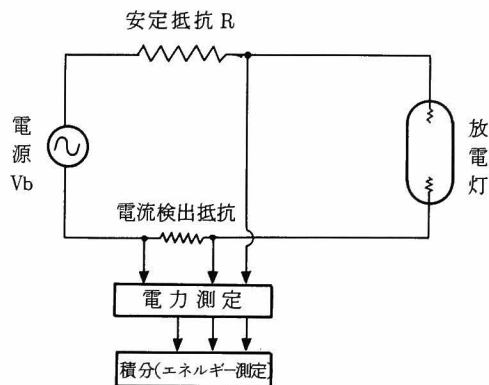 安定抵抗 R
電源 Vb
放電灯
電流検出抵抗
電力測定
積分(エネルギー測定)